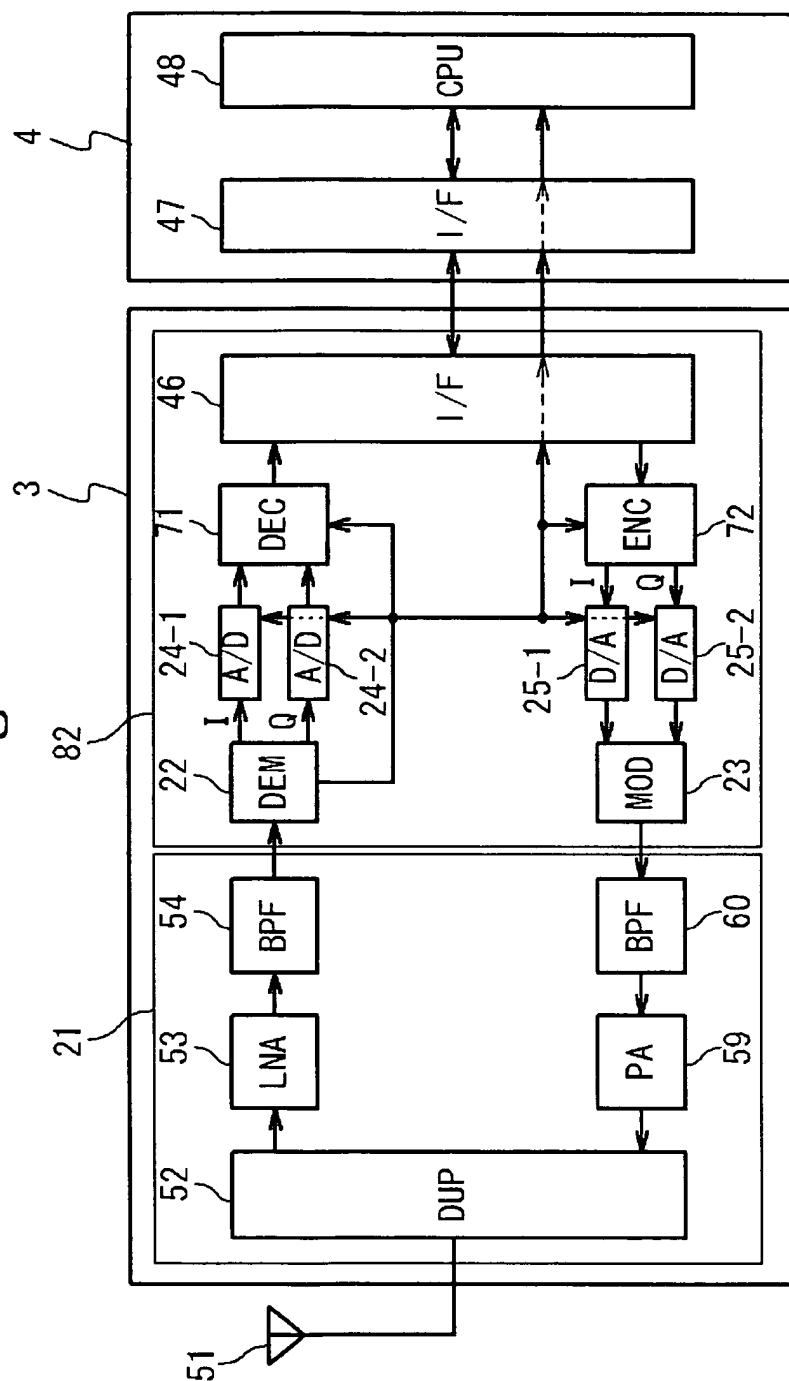 51
21
52
DUP
53
LNA
54
BPF
PA
59
BPF
60
3
82
22
DEM
I
Q
24-1
A/D
A/D
24-2
71
DEC
46
I/F
MOD
23
25-1
D/A
D/A
25-2
I
Q
ENC
72
4
47
I/F
48
CPU